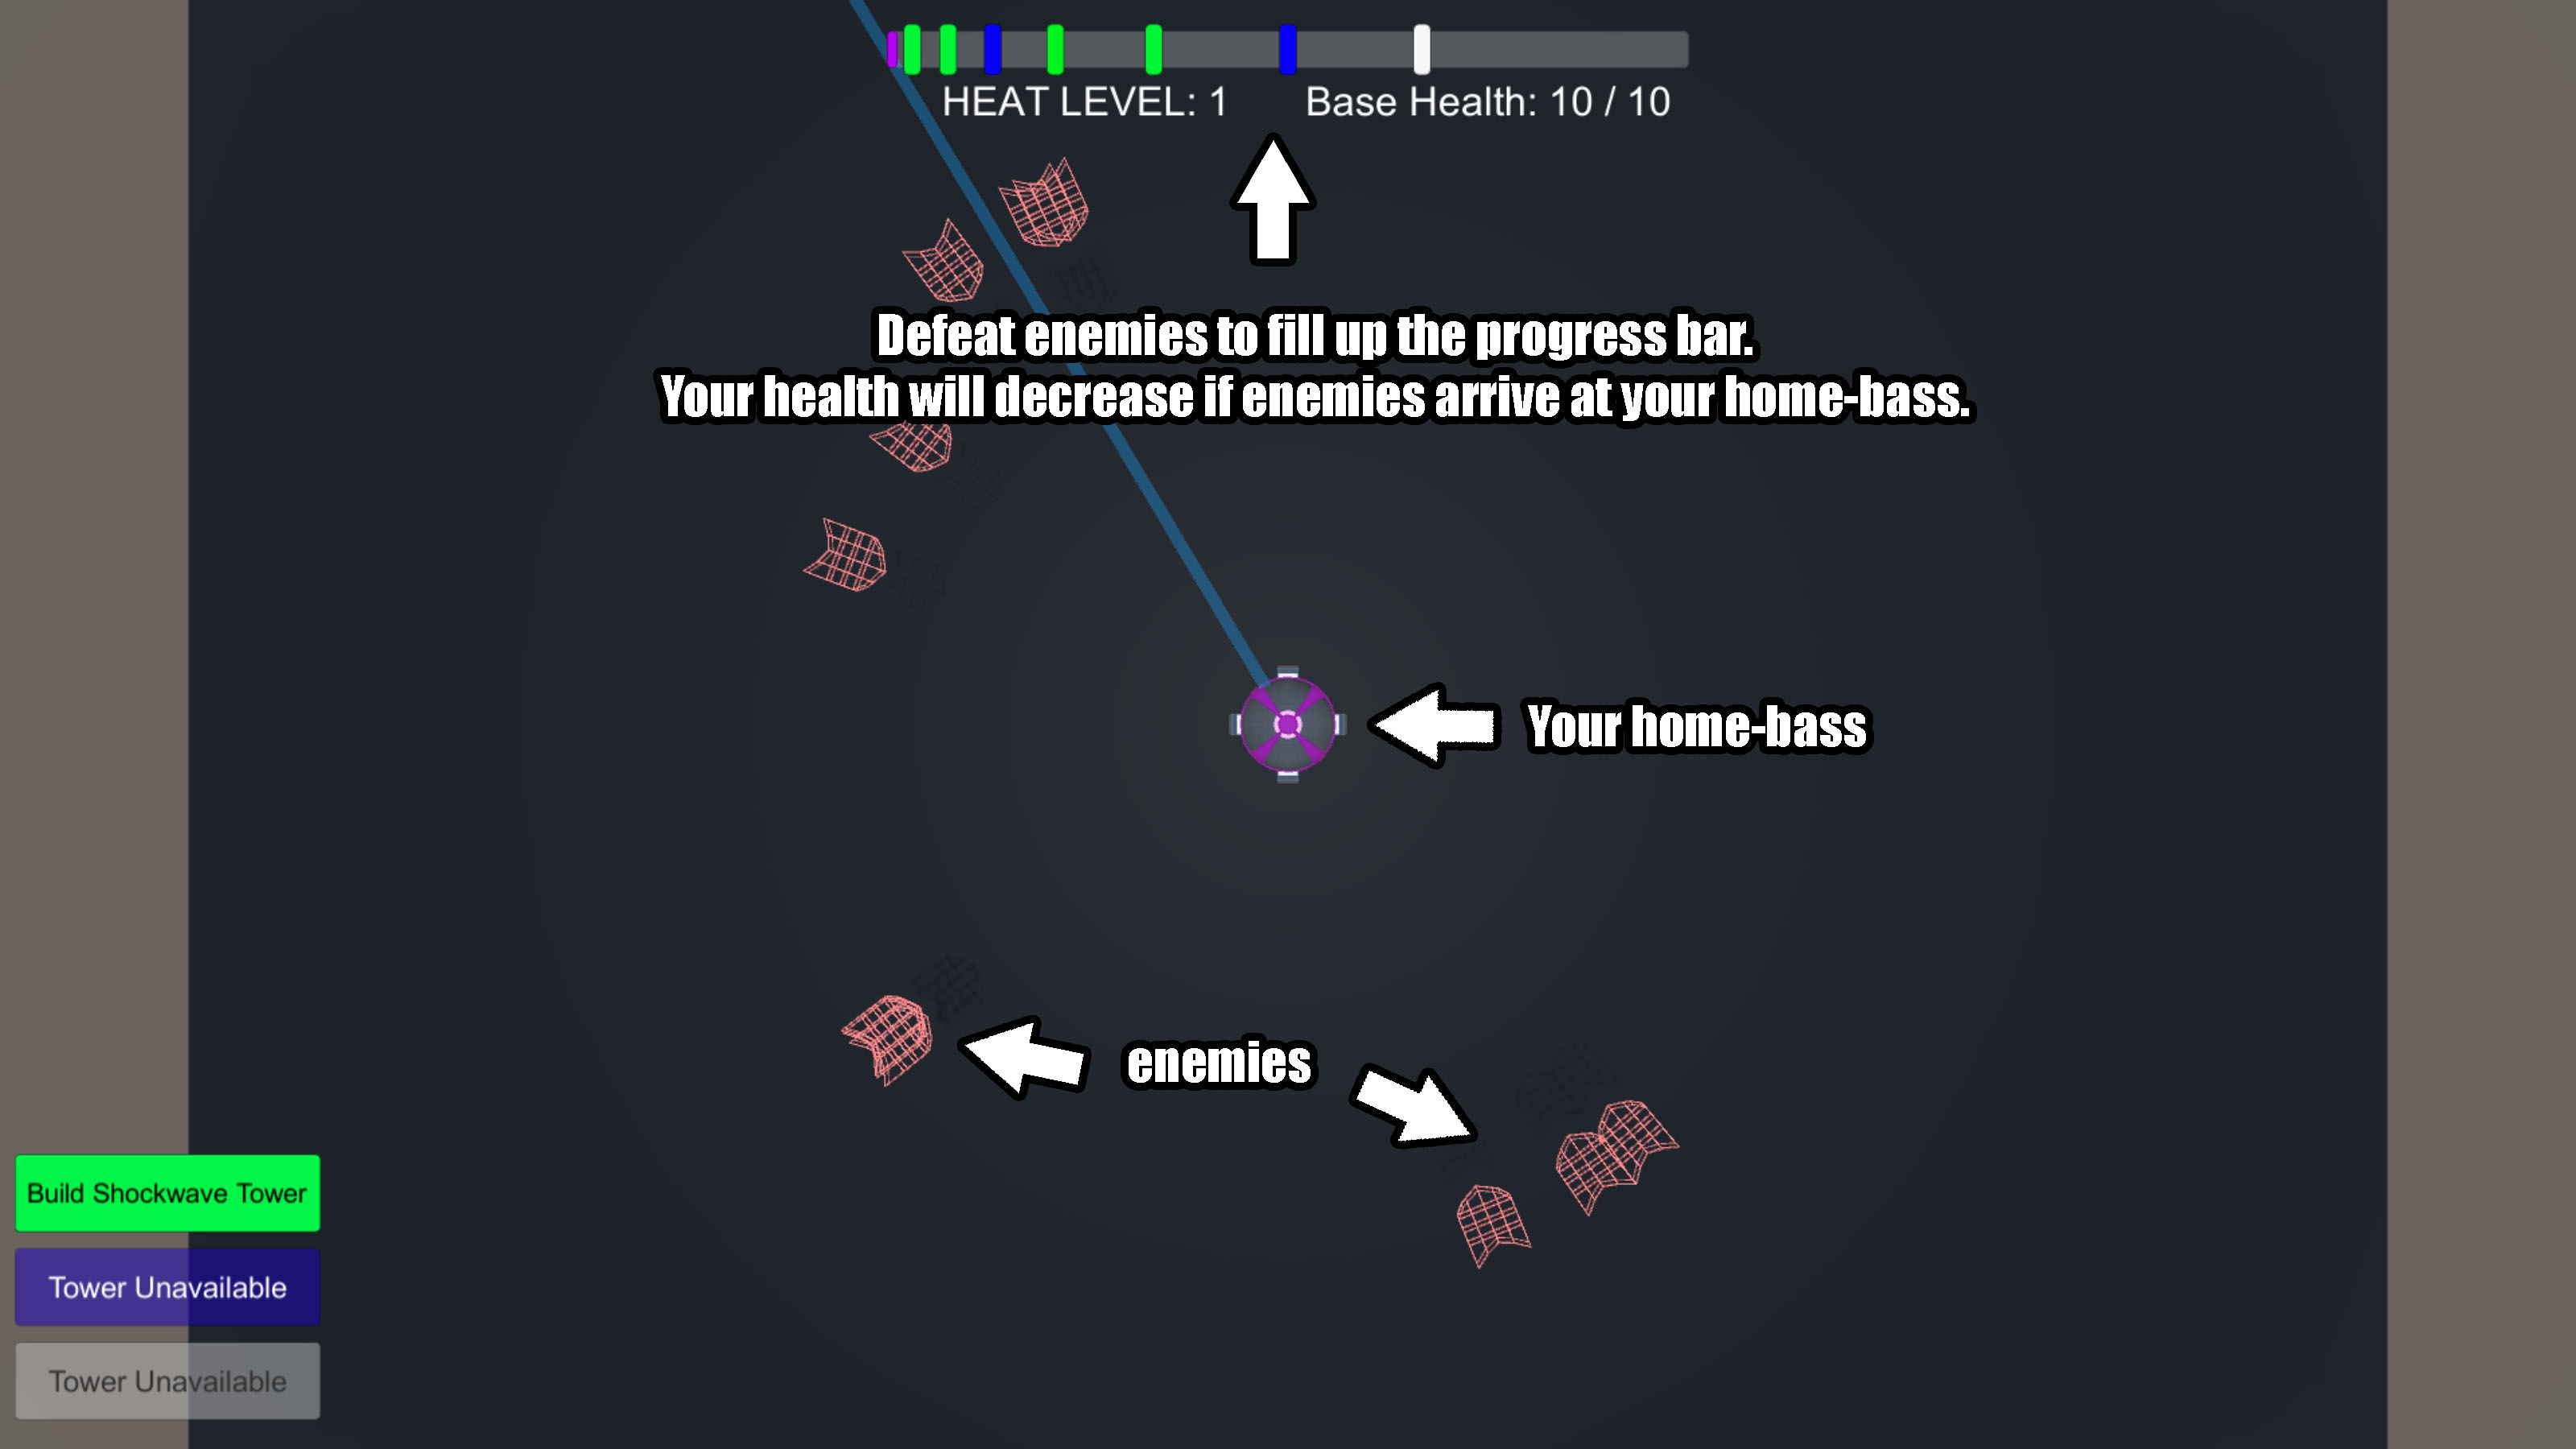 HEAT LEVEL: 1
Base Health: 10 / 10
Defeat enemies to fill up the progress bar.
Your health will decrease if enemies arrive at your home-bass.
Your home-bass
enemies
Build Shockwave Tower
Tower Unavailable
Tower Unavailable